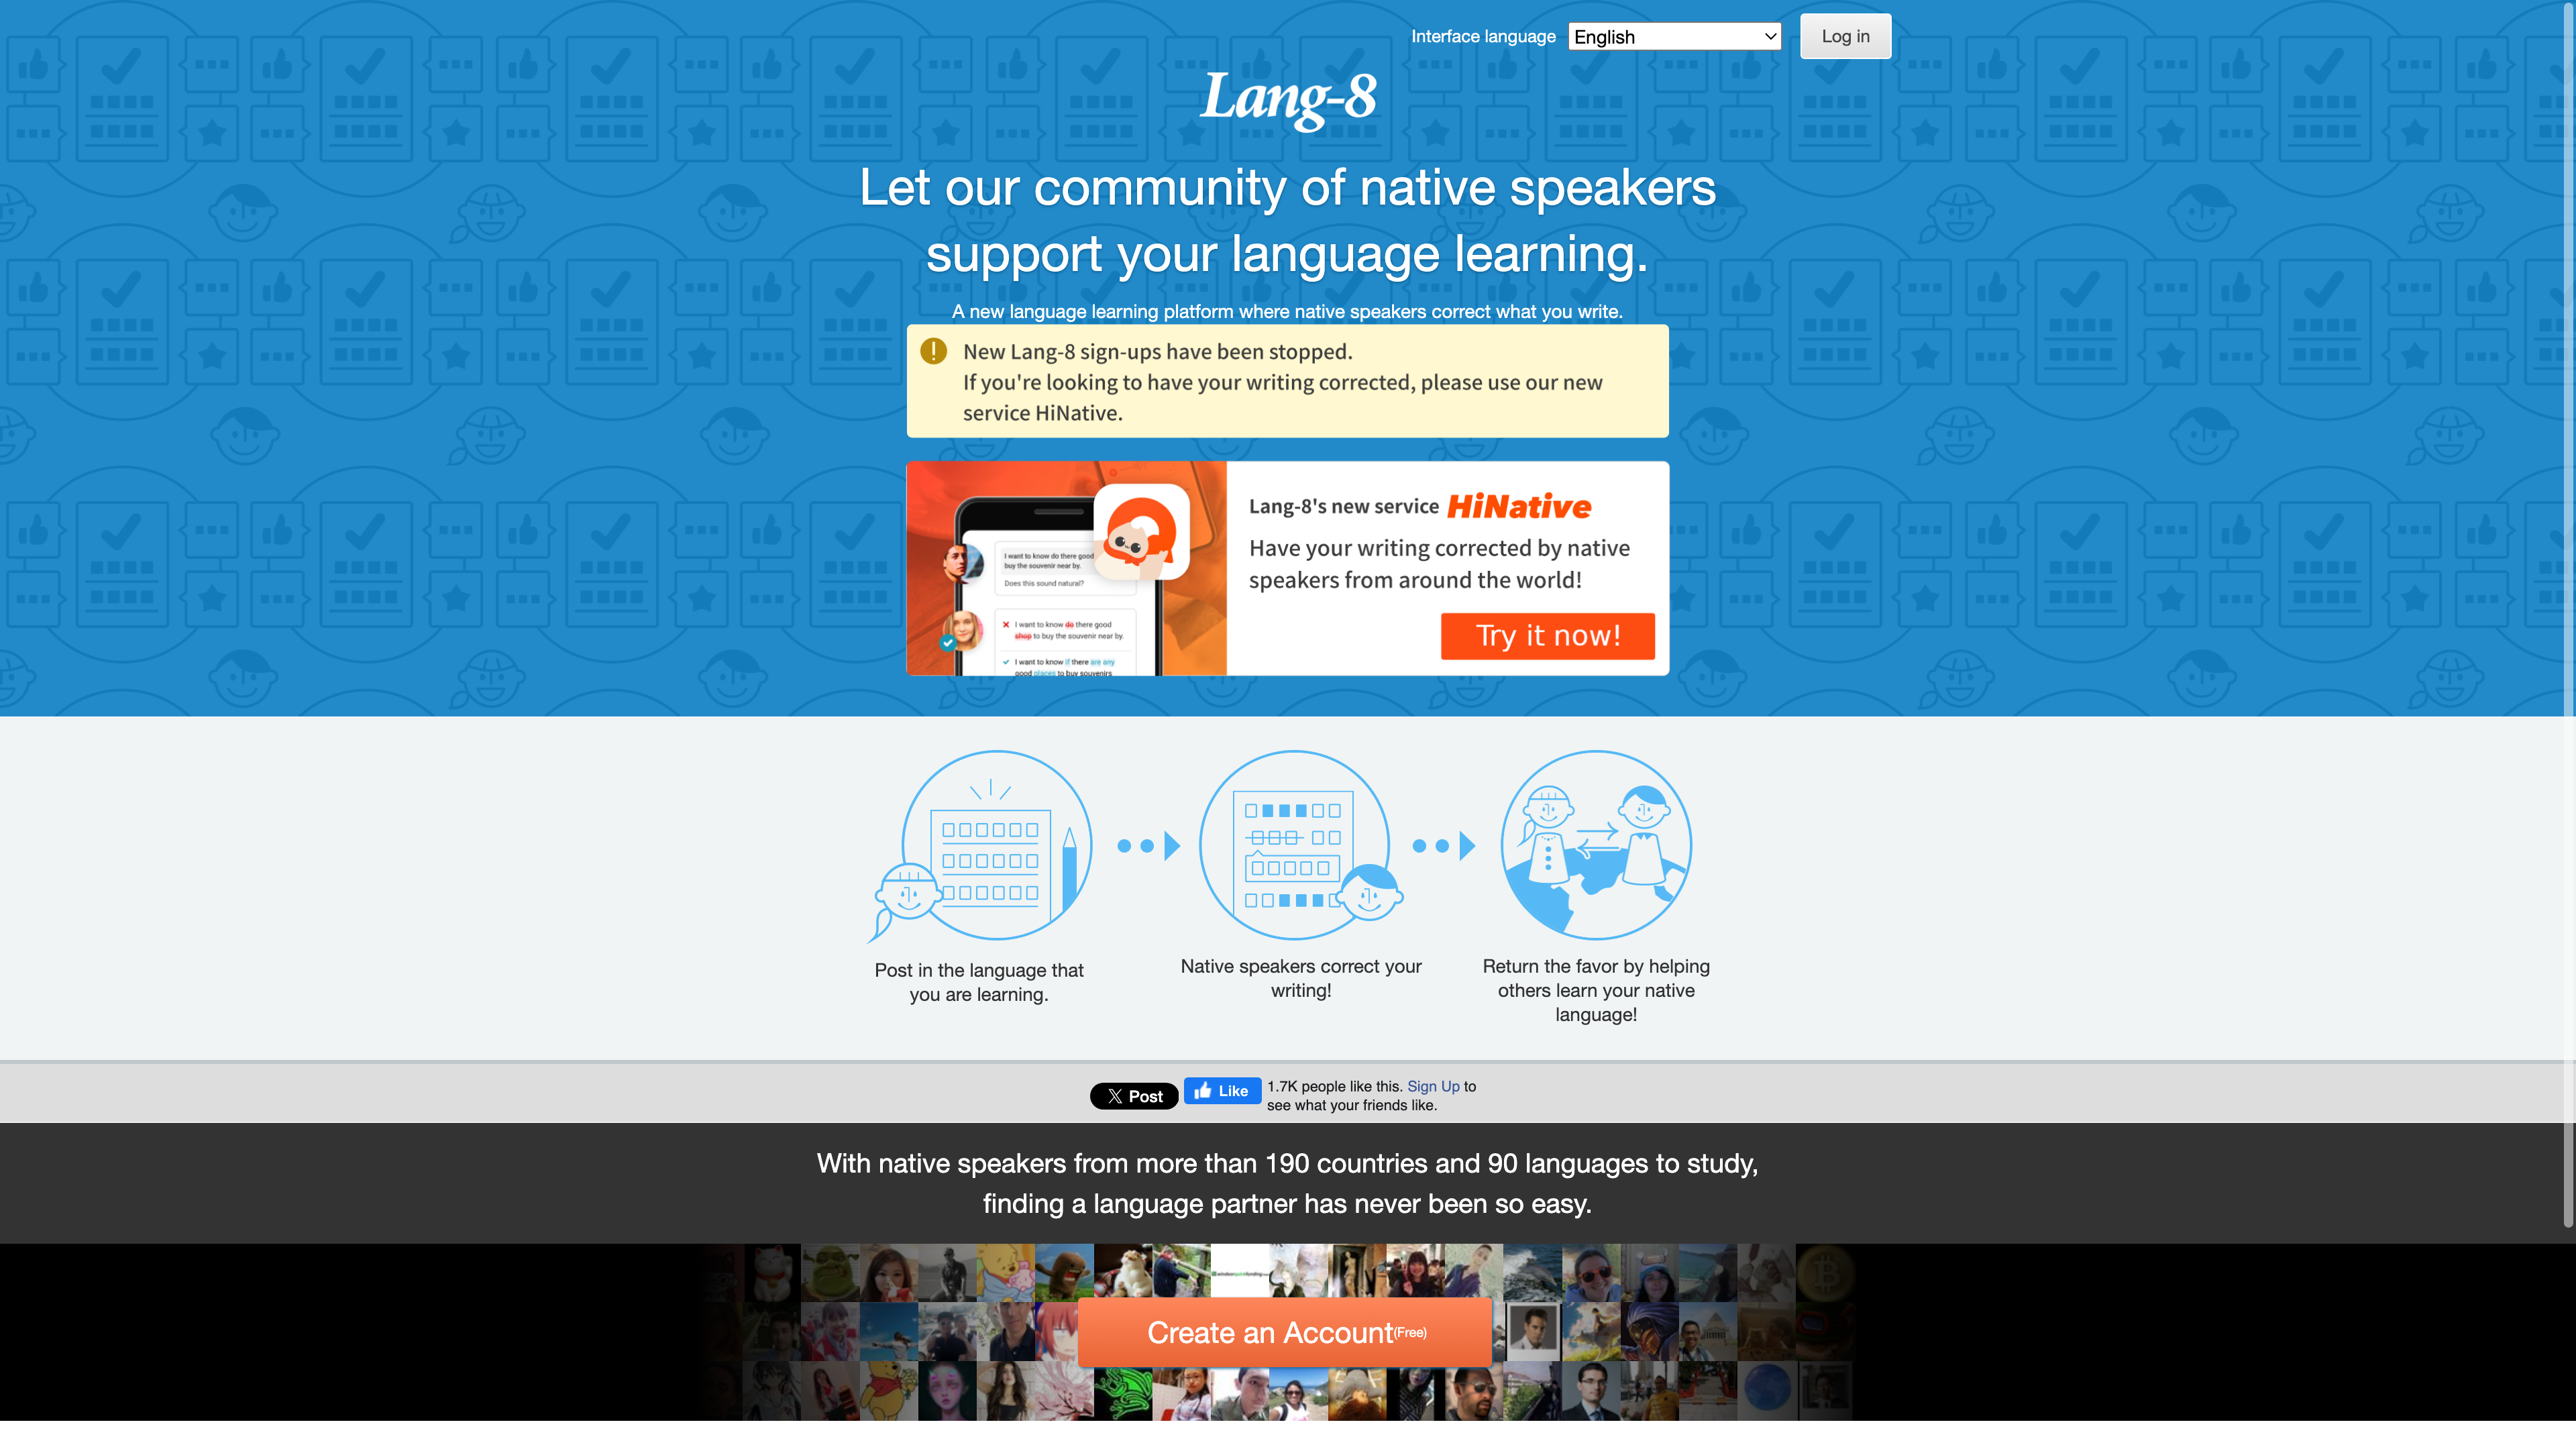 Interface language English Log in
Lang-8
Let our community of native speakers
support your language learning.
A new language learning platform where native speakers correct what you write.
New Lang-8 sign-ups have been stopped.
If you're looking to have your writing corrected, please use our new
service HiNative.
Lang-8's new service HiNative
Have your writing corrected by native
speakers from around the world!
Try it now!
I want to know do there good
buy the souvenir near by.
Does this sound natural?
I want to know do there good
shop to buy the souvenir near by.
I want to know if there are any
good places to buy souvenirs
Post in the language that
you are learning.
Native speakers correct your
writing!
Return the favor by helping
others learn your native
language!
Post
Like
1.7K people like this. Sign Up to
see what your friends like.
With native speakers from more than 190 countries and 90 languages to study,
finding a language partner has never been so easy.
Create an Account(Free)